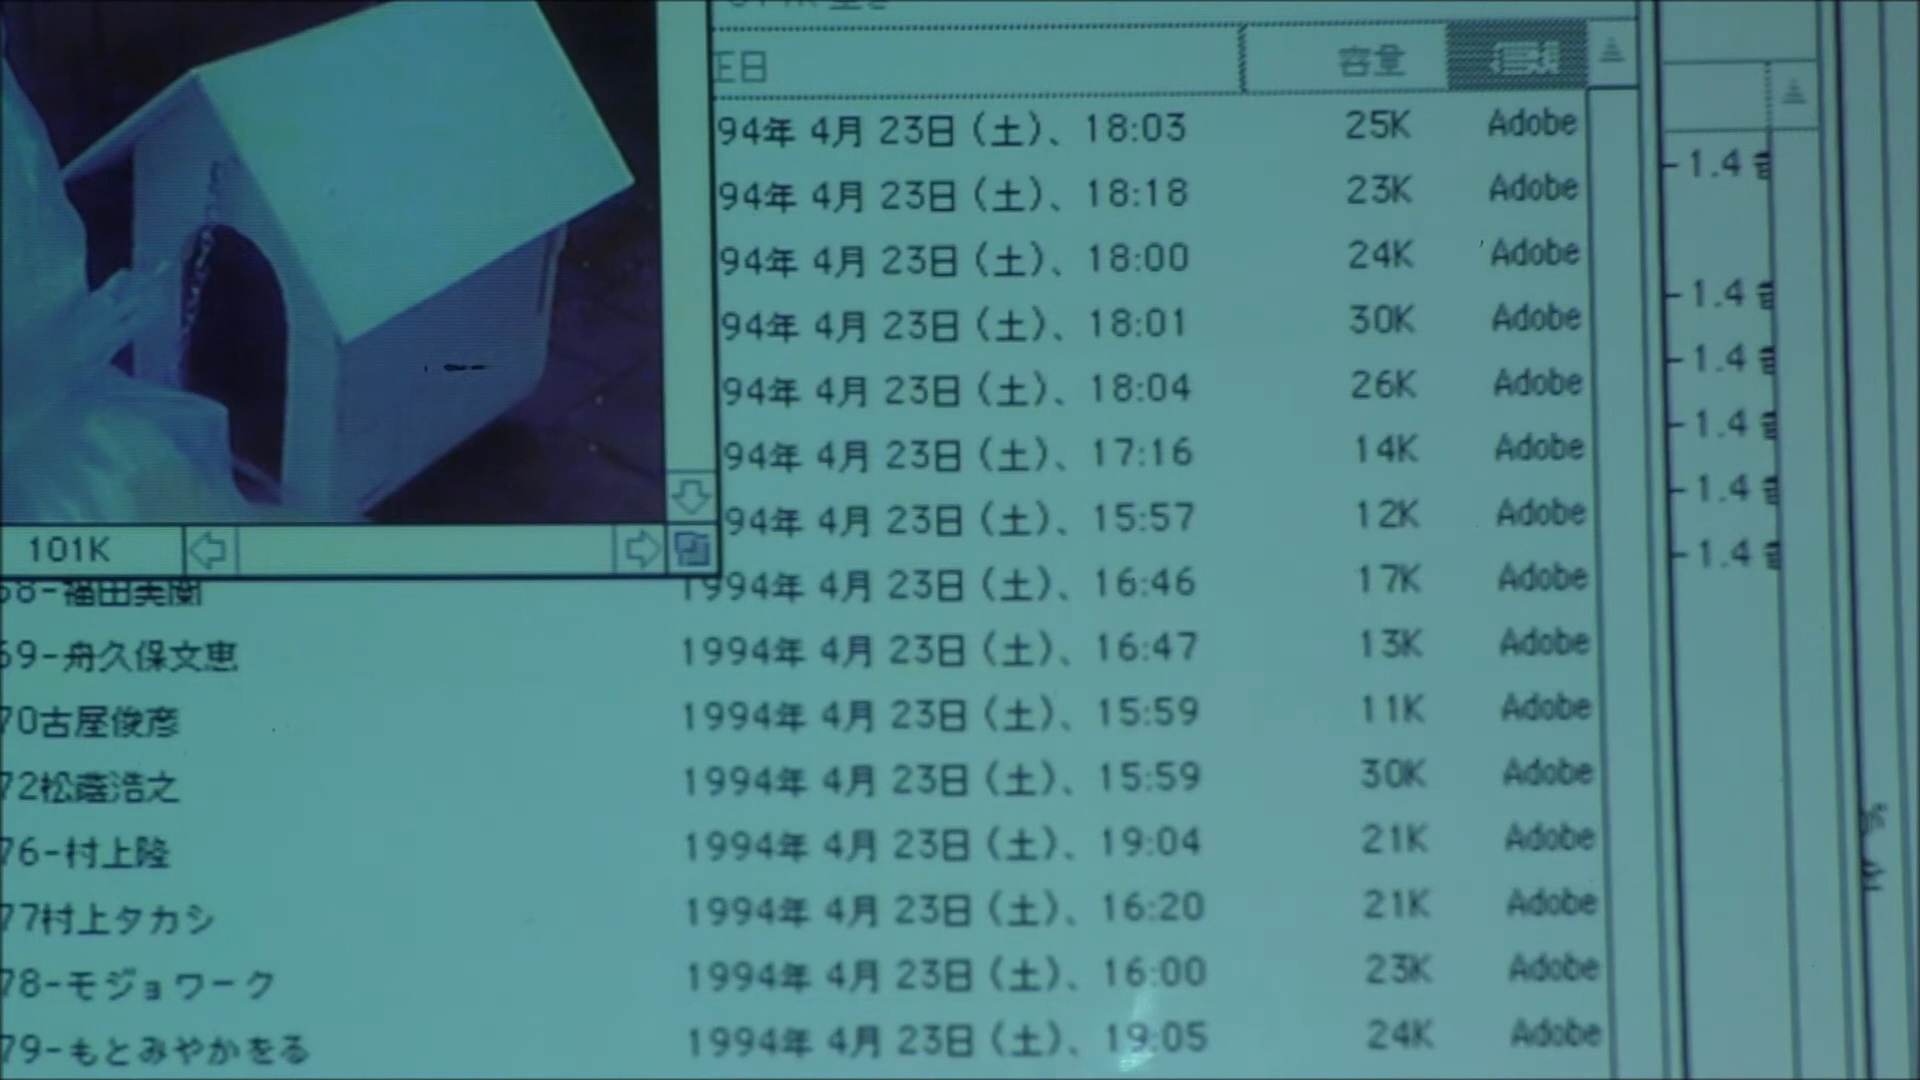 正日 容量
94年 4月 23日（土）、18:03 25K Adobe
94年 4月 23日（土）、18:18 23K Adobe
94年 4月 23日（土）、18:00 24K Adobe
94年 4月 23日（土）、18:01 30K Adobe
94年 4月 23日（土）、18:04 26K Adobe
94年 4月 23日（土）、17:16 14K Adobe
94年 4月 23日（土）、15:57 12K Adobe
101K
68-福田美蘭 1994年 4月 23日（土）、16:46 17K Adobe
69-舟久保文恵 1994年 4月 23日（土）、16:47 13K Adobe
70古屋俊彦 1994年 4月 23日（土）、15:59 11K Adobe
72松蔭浩之 1994年 4月 23日（土）、15:59 30K Adobe
76-村上隆 1994年 4月 23日（土）、19:04 21K Adobe
77村上タカシ 1994年 4月 23日（土）、16:20 21K Adobe
78-モジョワーク 1994年 4月 23日（土）、16:00 23K Adobe
79-もとみやかをる 1994年 4月 23日（土）、19:05 24K Adobe
-1.4
-1.4
-1.4
-1.4
-1.4
-1.4